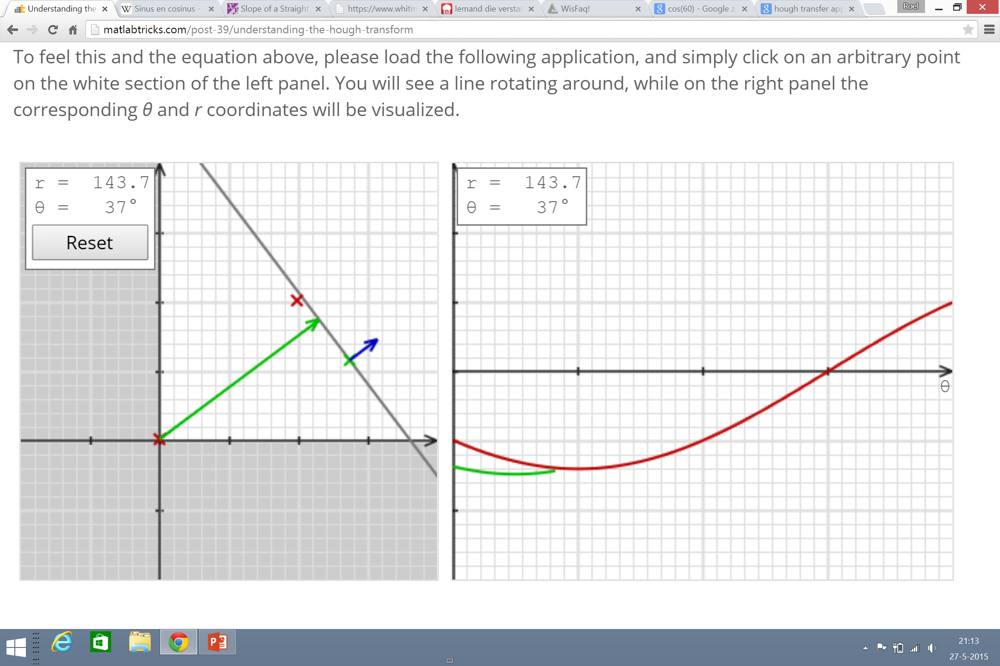 Understanding the
Sinus en cosinus -
Slope of a Straight
https://www.whitm
Iemand die verstar
WisFaq!
cos(60) - Google z
hough transfer app
Roel
matlabtricks.com/post-39/understanding-the-hough-transform
To feel this and the equation above, please load the following application, and simply click on an arbitrary point
on the white section of the left panel. You will see a line rotating around, while on the right panel the
corresponding θ and r coordinates will be visualized.
r = 143.7
θ = 37°
Reset
r = 143.7
θ = 37°
θ
21:13
27-5-2015